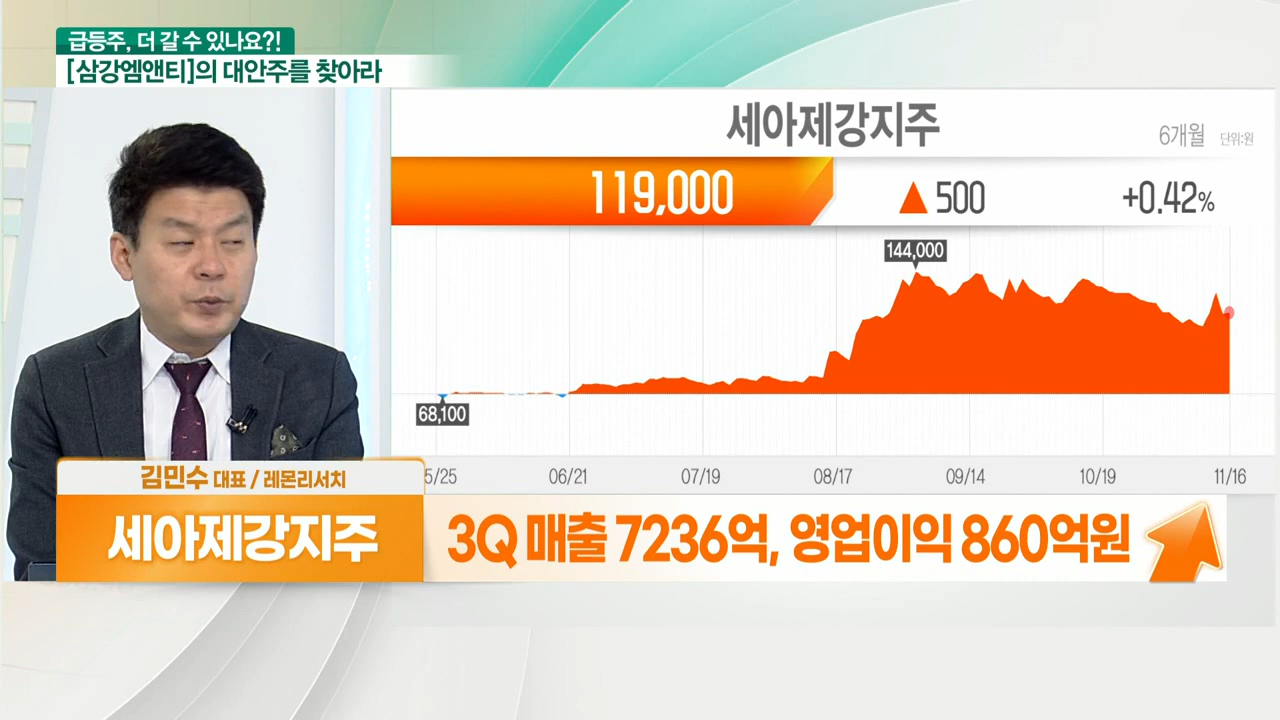 급등주, 더 갈 수 있나요?!
[삼강엠앤티]의 대안주를 찾아라
세아제강지주
6개월 단위:원
119,000 ▲ 500 +0.42%
144,000
68,100
5/25 06/21 07/19 08/17 09/14 10/19 11/16
김민수 대표 / 레몬리서치
세아제강지주
3Q 매출 7236억, 영업이익 860억원